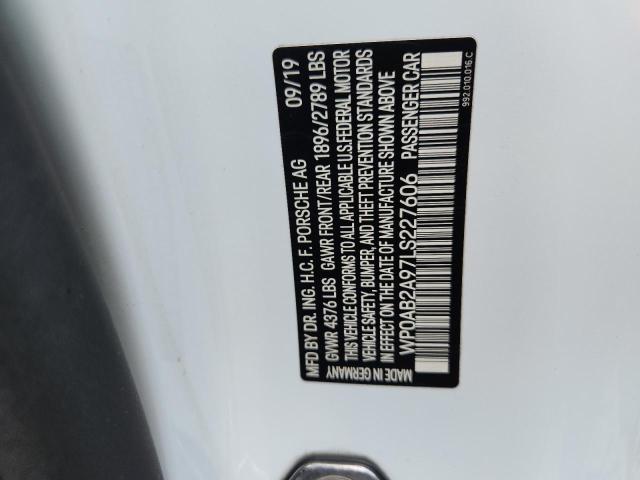 MFD BY DR. ING. H.C. F. PORSCHE AG 09/19
GVWR 4376 LBS GAWR FRONT/REAR 1896/2789 LBS
THIS VEHICLE CONFORMS TO ALL APPLICABLE U.S.FEDERAL MOTOR
VEHICLE SAFETY, BUMPER, AND THEFT PREVENTION STANDARDS
IN EFFECT ON THE DATE OF MANUFACTURE SHOWN ABOVE
MADE IN GERMANY
WP0AB2A97LS227606 PASSENGER CAR
992.010.016.C